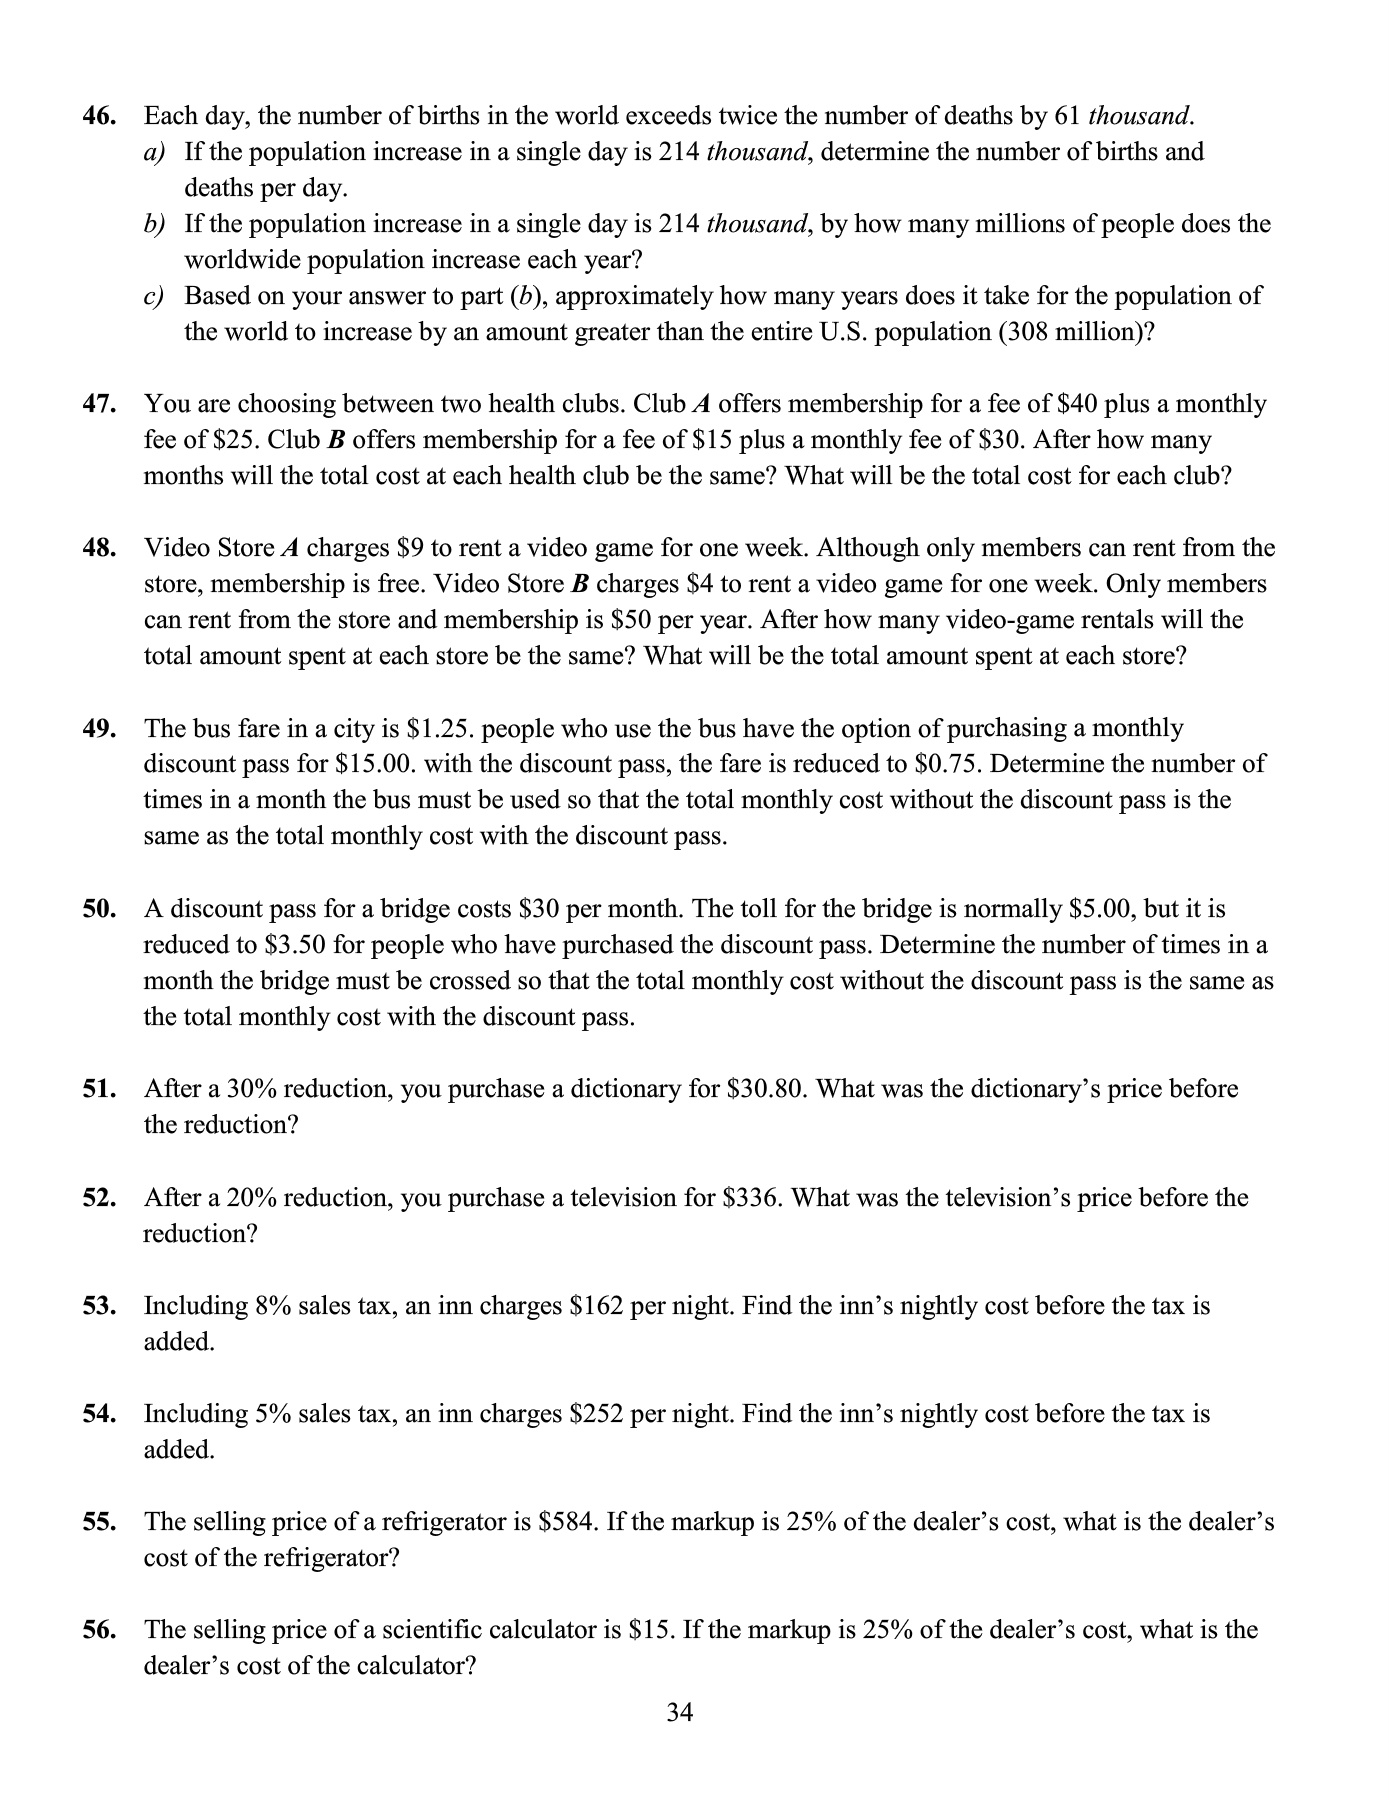 46. Each day, the number of births in the world exceeds twice the number of deaths by 61 thousand.
a) If the population increase in a single day is 214 thousand, determine the number of births and
deaths per day.
b) If the population increase in a single day is 214 thousand, by how many millions of people does the
worldwide population increase each year?
c) Based on your answer to part (b), approximately how many years does it take for the population of
the world to increase by an amount greater than the entire U.S. population (308 million)?
47. You are choosing between two health clubs. Club A offers membership for a fee of $40 plus a monthly
fee of $25. Club B offers membership for a fee of $15 plus a monthly fee of $30. After how many
months will the total cost at each health club be the same? What will be the total cost for each club?
48. Video Store A charges $9 to rent a video game for one week. Although only members can rent from the
store, membership is free. Video Store B charges $4 to rent a video game for one week. Only members
can rent from the store and membership is $50 per year. After how many video-game rentals will the
total amount spent at each store be the same? What will be the total amount spent at each store?
49. The bus fare in a city is $1.25. people who use the bus have the option of purchasing a monthly
discount pass for $15.00. with the discount pass, the fare is reduced to $0.75. Determine the number of
times in a month the bus must be used so that the total monthly cost without the discount pass is the
same as the total monthly cost with the discount pass.
50. A discount pass for a bridge costs $30 per month. The toll for the bridge is normally $5.00, but it is
reduced to $3.50 for people who have purchased the discount pass. Determine the number of times in a
month the bridge must be crossed so that the total monthly cost without the discount pass is the same as
the total monthly cost with the discount pass.
51. After a 30% reduction, you purchase a dictionary for $30.80. What was the dictionary’s price before
the reduction?
52. After a 20% reduction, you purchase a television for $336. What was the television’s price before the
reduction?
53. Including 8% sales tax, an inn charges $162 per night. Find the inn’s nightly cost before the tax is
added.
54. Including 5% sales tax, an inn charges $252 per night. Find the inn’s nightly cost before the tax is
added.
55. The selling price of a refrigerator is $584. If the markup is 25% of the dealer’s cost, what is the dealer’s
cost of the refrigerator?
56. The selling price of a scientific calculator is $15. If the markup is 25% of the dealer’s cost, what is the
dealer’s cost of the calculator?
34